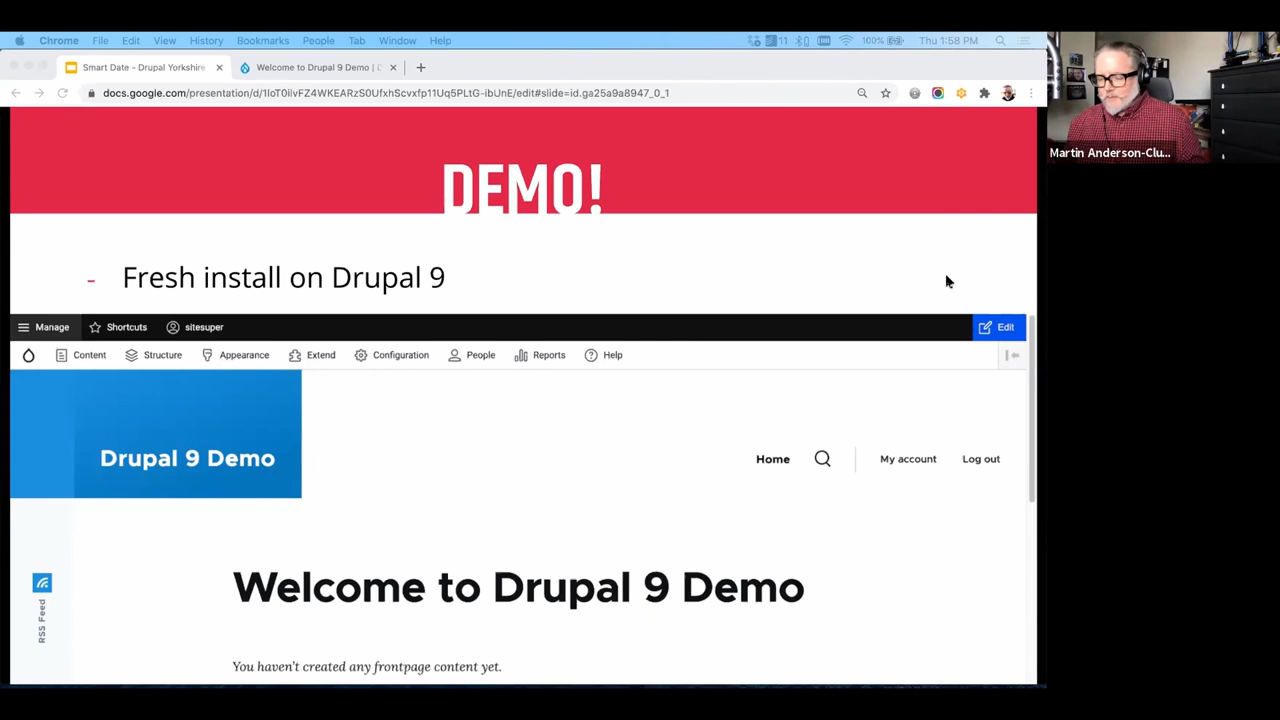 Chrome File Edit View History Bookmarks People Tab Window Help 11 100% Thu 1:58 PM
Smart Date - Drupal Yorkshire Welcome to Drupal 9 Demo | D
docs.google.com/presentation/d/1IoT0ilvFZ4WKEARzS0UfxhScvxfp11Uq5PLtG-ibUnE/edit#slide=id.ga25a9a8947_0_1
Martin Anderson-Clu...
DEMO!
- Fresh install on Drupal 9
Manage Shortcuts sitesuper Edit
Content Structure Appearance Extend Configuration People Reports Help
Drupal 9 Demo
Home My account Log out
Welcome to Drupal 9 Demo
RSS Feed
You haven't created any frontpage content yet.